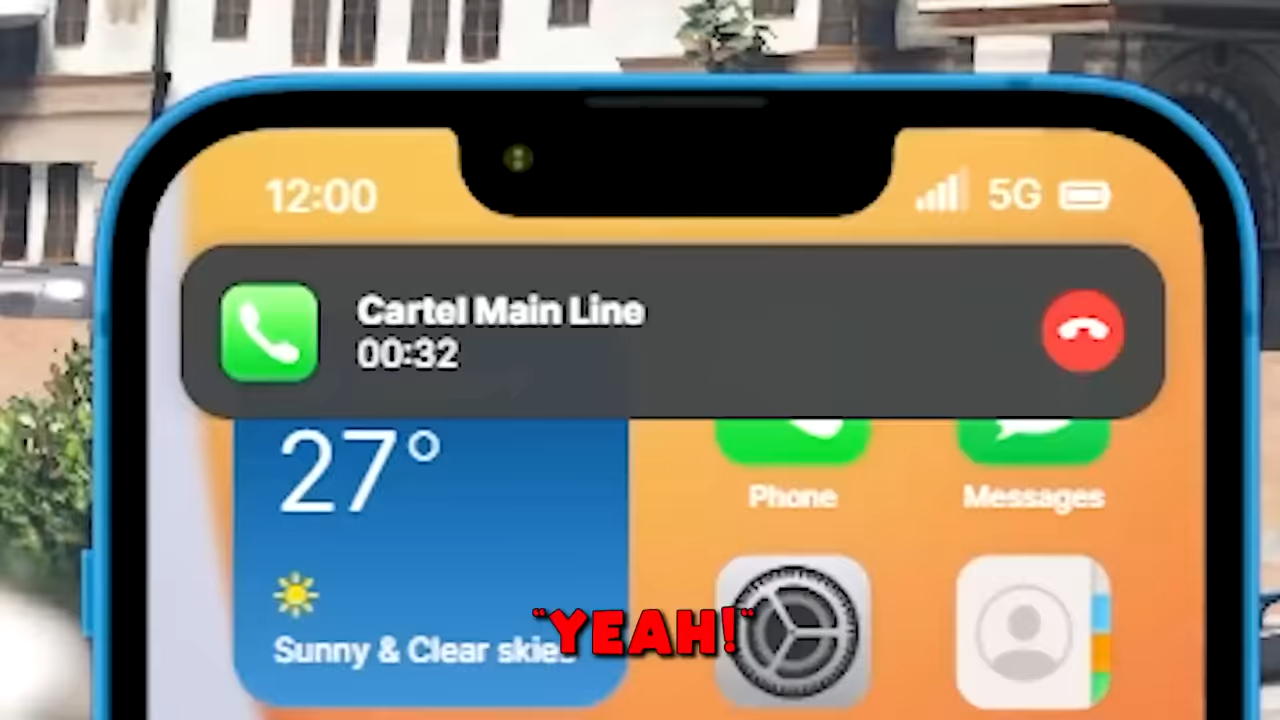 12:00
5G
Cartel Main Line
00:32
27°
Phone
Messages
Sunny & Clear skies
"YEAH!"